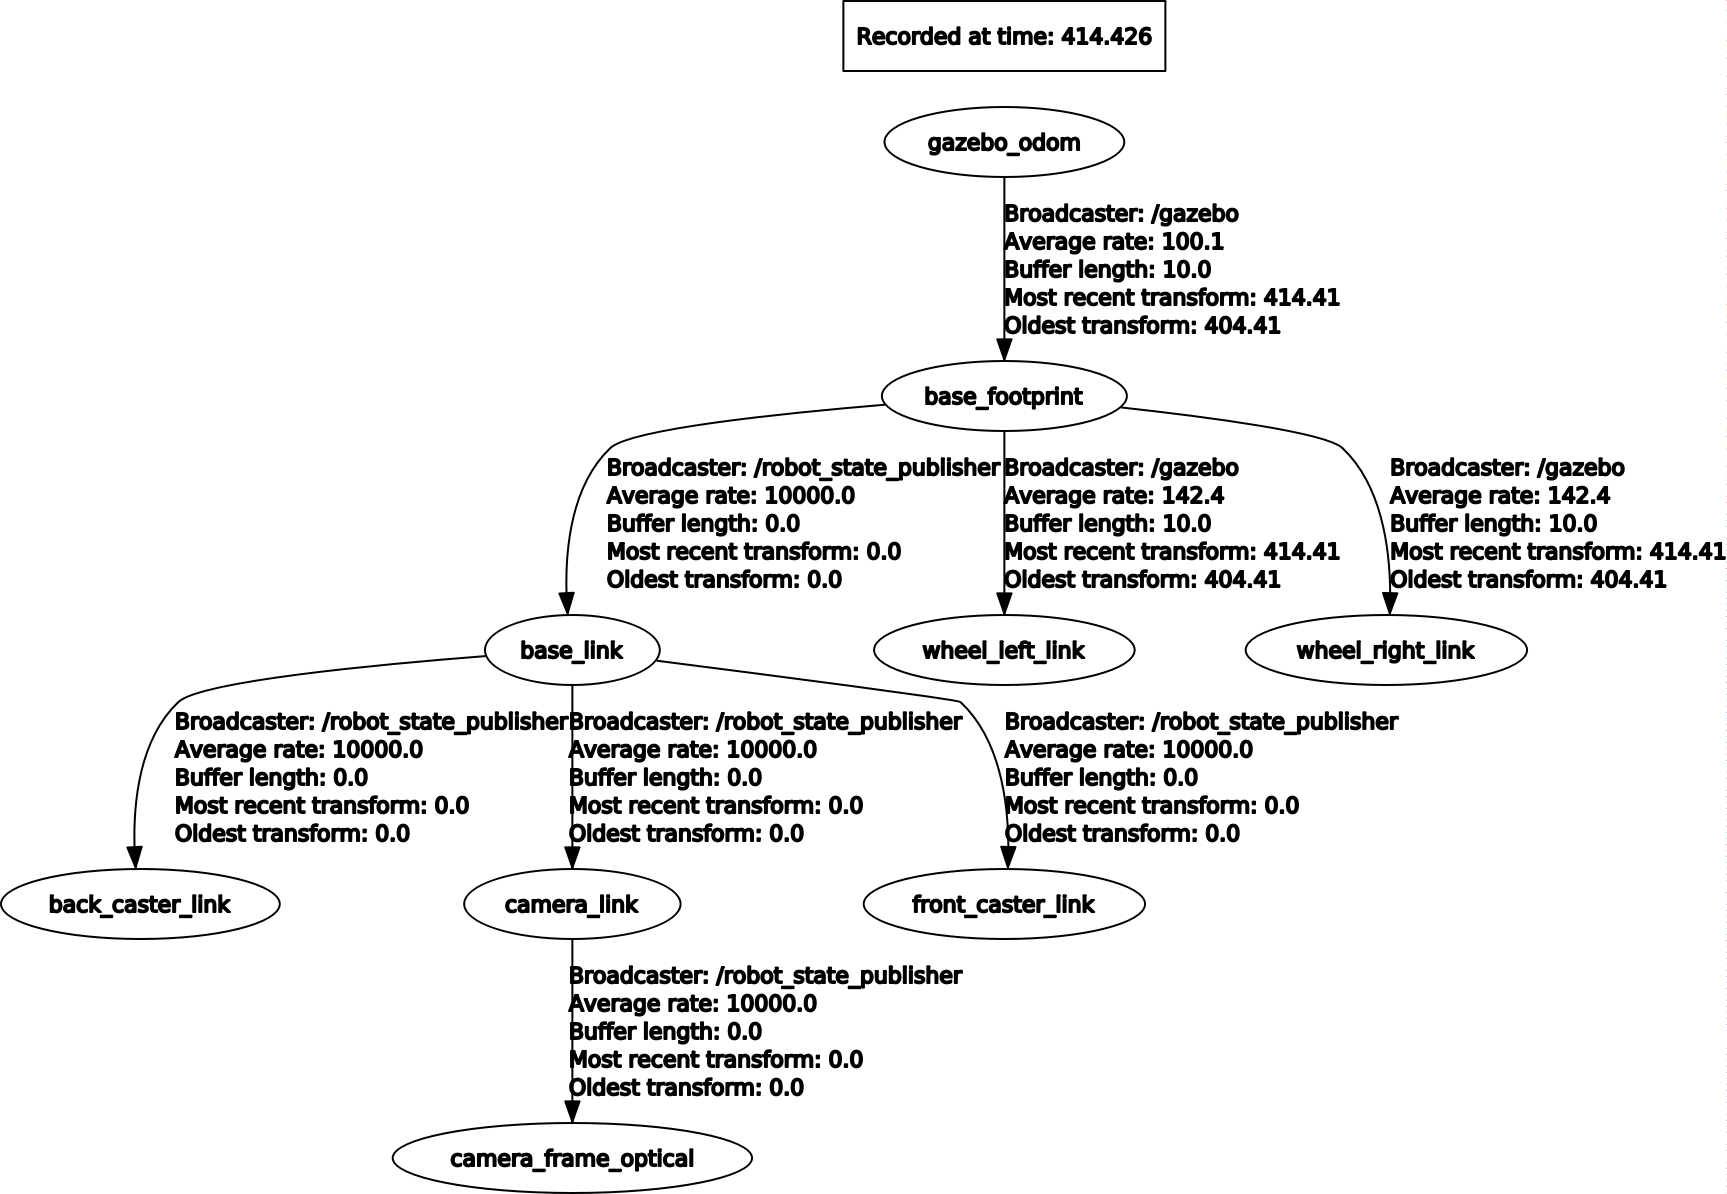 Recorded at time: 414.426
gazebo_odom
Broadcaster: /gazebo
Average rate: 100.1
Buffer length: 10.0
Most recent transform: 414.41
Oldest transform: 404.41
base_footprint
Broadcaster: /robot_state_publisher
Average rate: 10000.0
Buffer length: 0.0
Most recent transform: 0.0
Oldest transform: 0.0
Broadcaster: /gazebo
Average rate: 142.4
Buffer length: 10.0
Most recent transform: 414.41
Oldest transform: 404.41
Broadcaster: /gazebo
Average rate: 142.4
Buffer length: 10.0
Most recent transform: 414.41
Oldest transform: 404.41
base_link
wheel_left_link
wheel_right_link
Broadcaster: /robot_state_publisher
Average rate: 10000.0
Buffer length: 0.0
Most recent transform: 0.0
Oldest transform: 0.0
Broadcaster: /robot_state_publisher
Average rate: 10000.0
Buffer length: 0.0
Most recent transform: 0.0
Oldest transform: 0.0
Broadcaster: /robot_state_publisher
Average rate: 10000.0
Buffer length: 0.0
Most recent transform: 0.0
Oldest transform: 0.0
back_caster_link
camera_link
front_caster_link
Broadcaster: /robot_state_publisher
Average rate: 10000.0
Buffer length: 0.0
Most recent transform: 0.0
Oldest transform: 0.0
camera_frame_optical